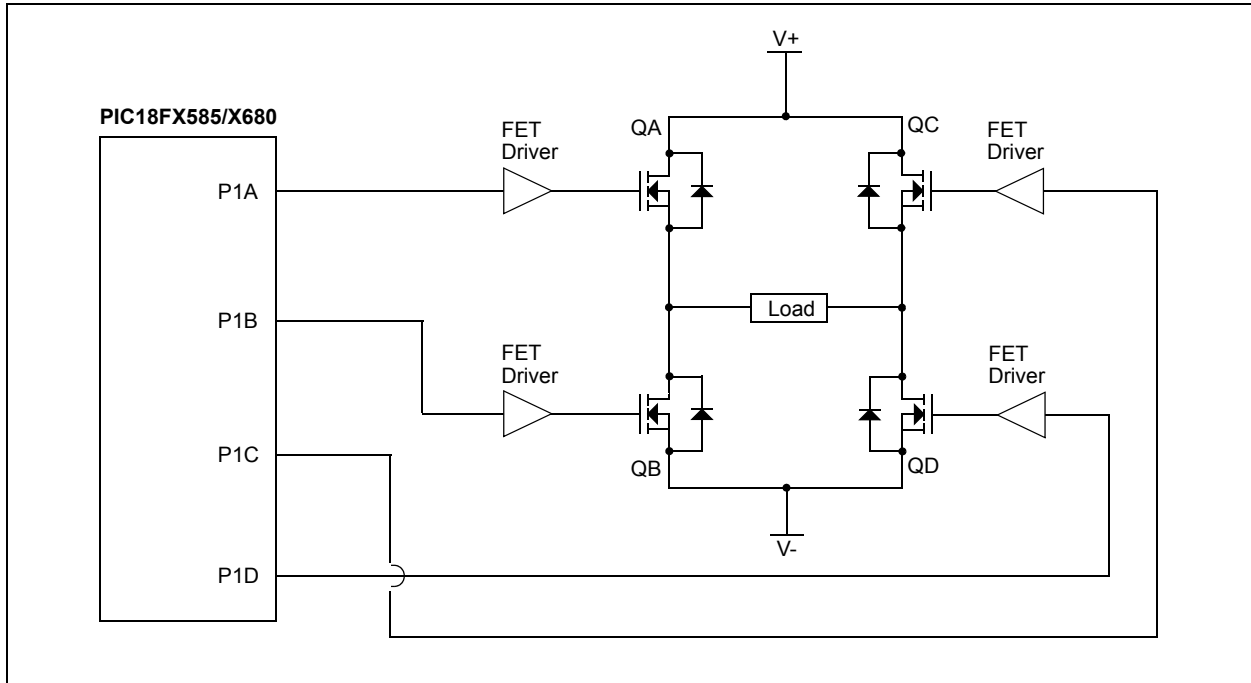 V+
PIC18FX585/X680
FET
Driver
QA
QC
FET
Driver
P1A
P1B
Load
FET
Driver
FET
Driver
P1C
QB
QD
V-
P1D